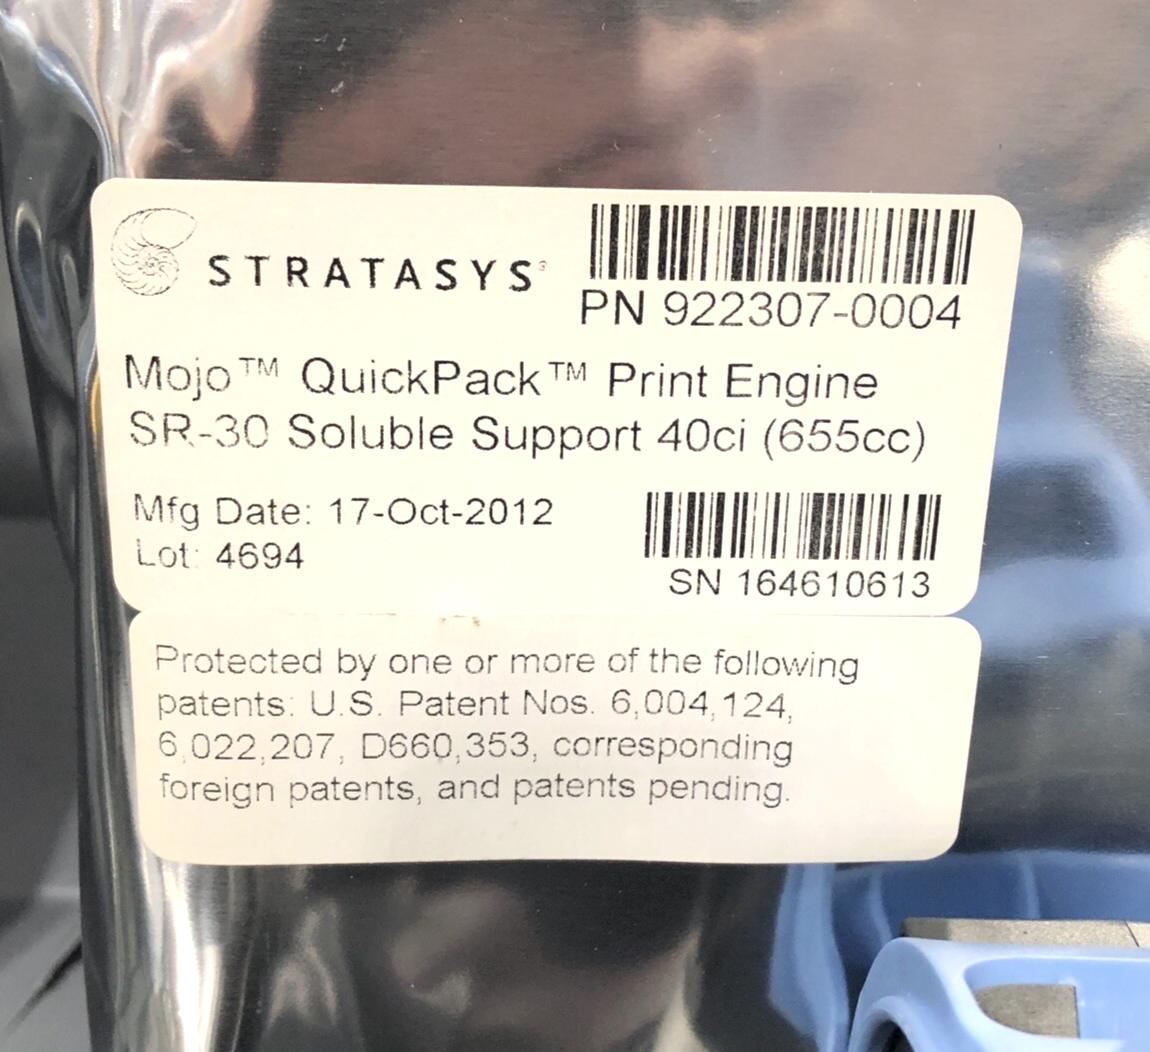 STRATASYS®
PN 922307-0004
Mojo™ QuickPack™ Print Engine
SR-30 Soluble Support 40ci (655cc)
Mfg Date: 17-Oct-2012
Lot: 4694
SN 164610613
Protected by one or more of the following
patents: U.S. Patent Nos. 6,004,124,
6,022,207, D660,353, corresponding
foreign patents, and patents pending.